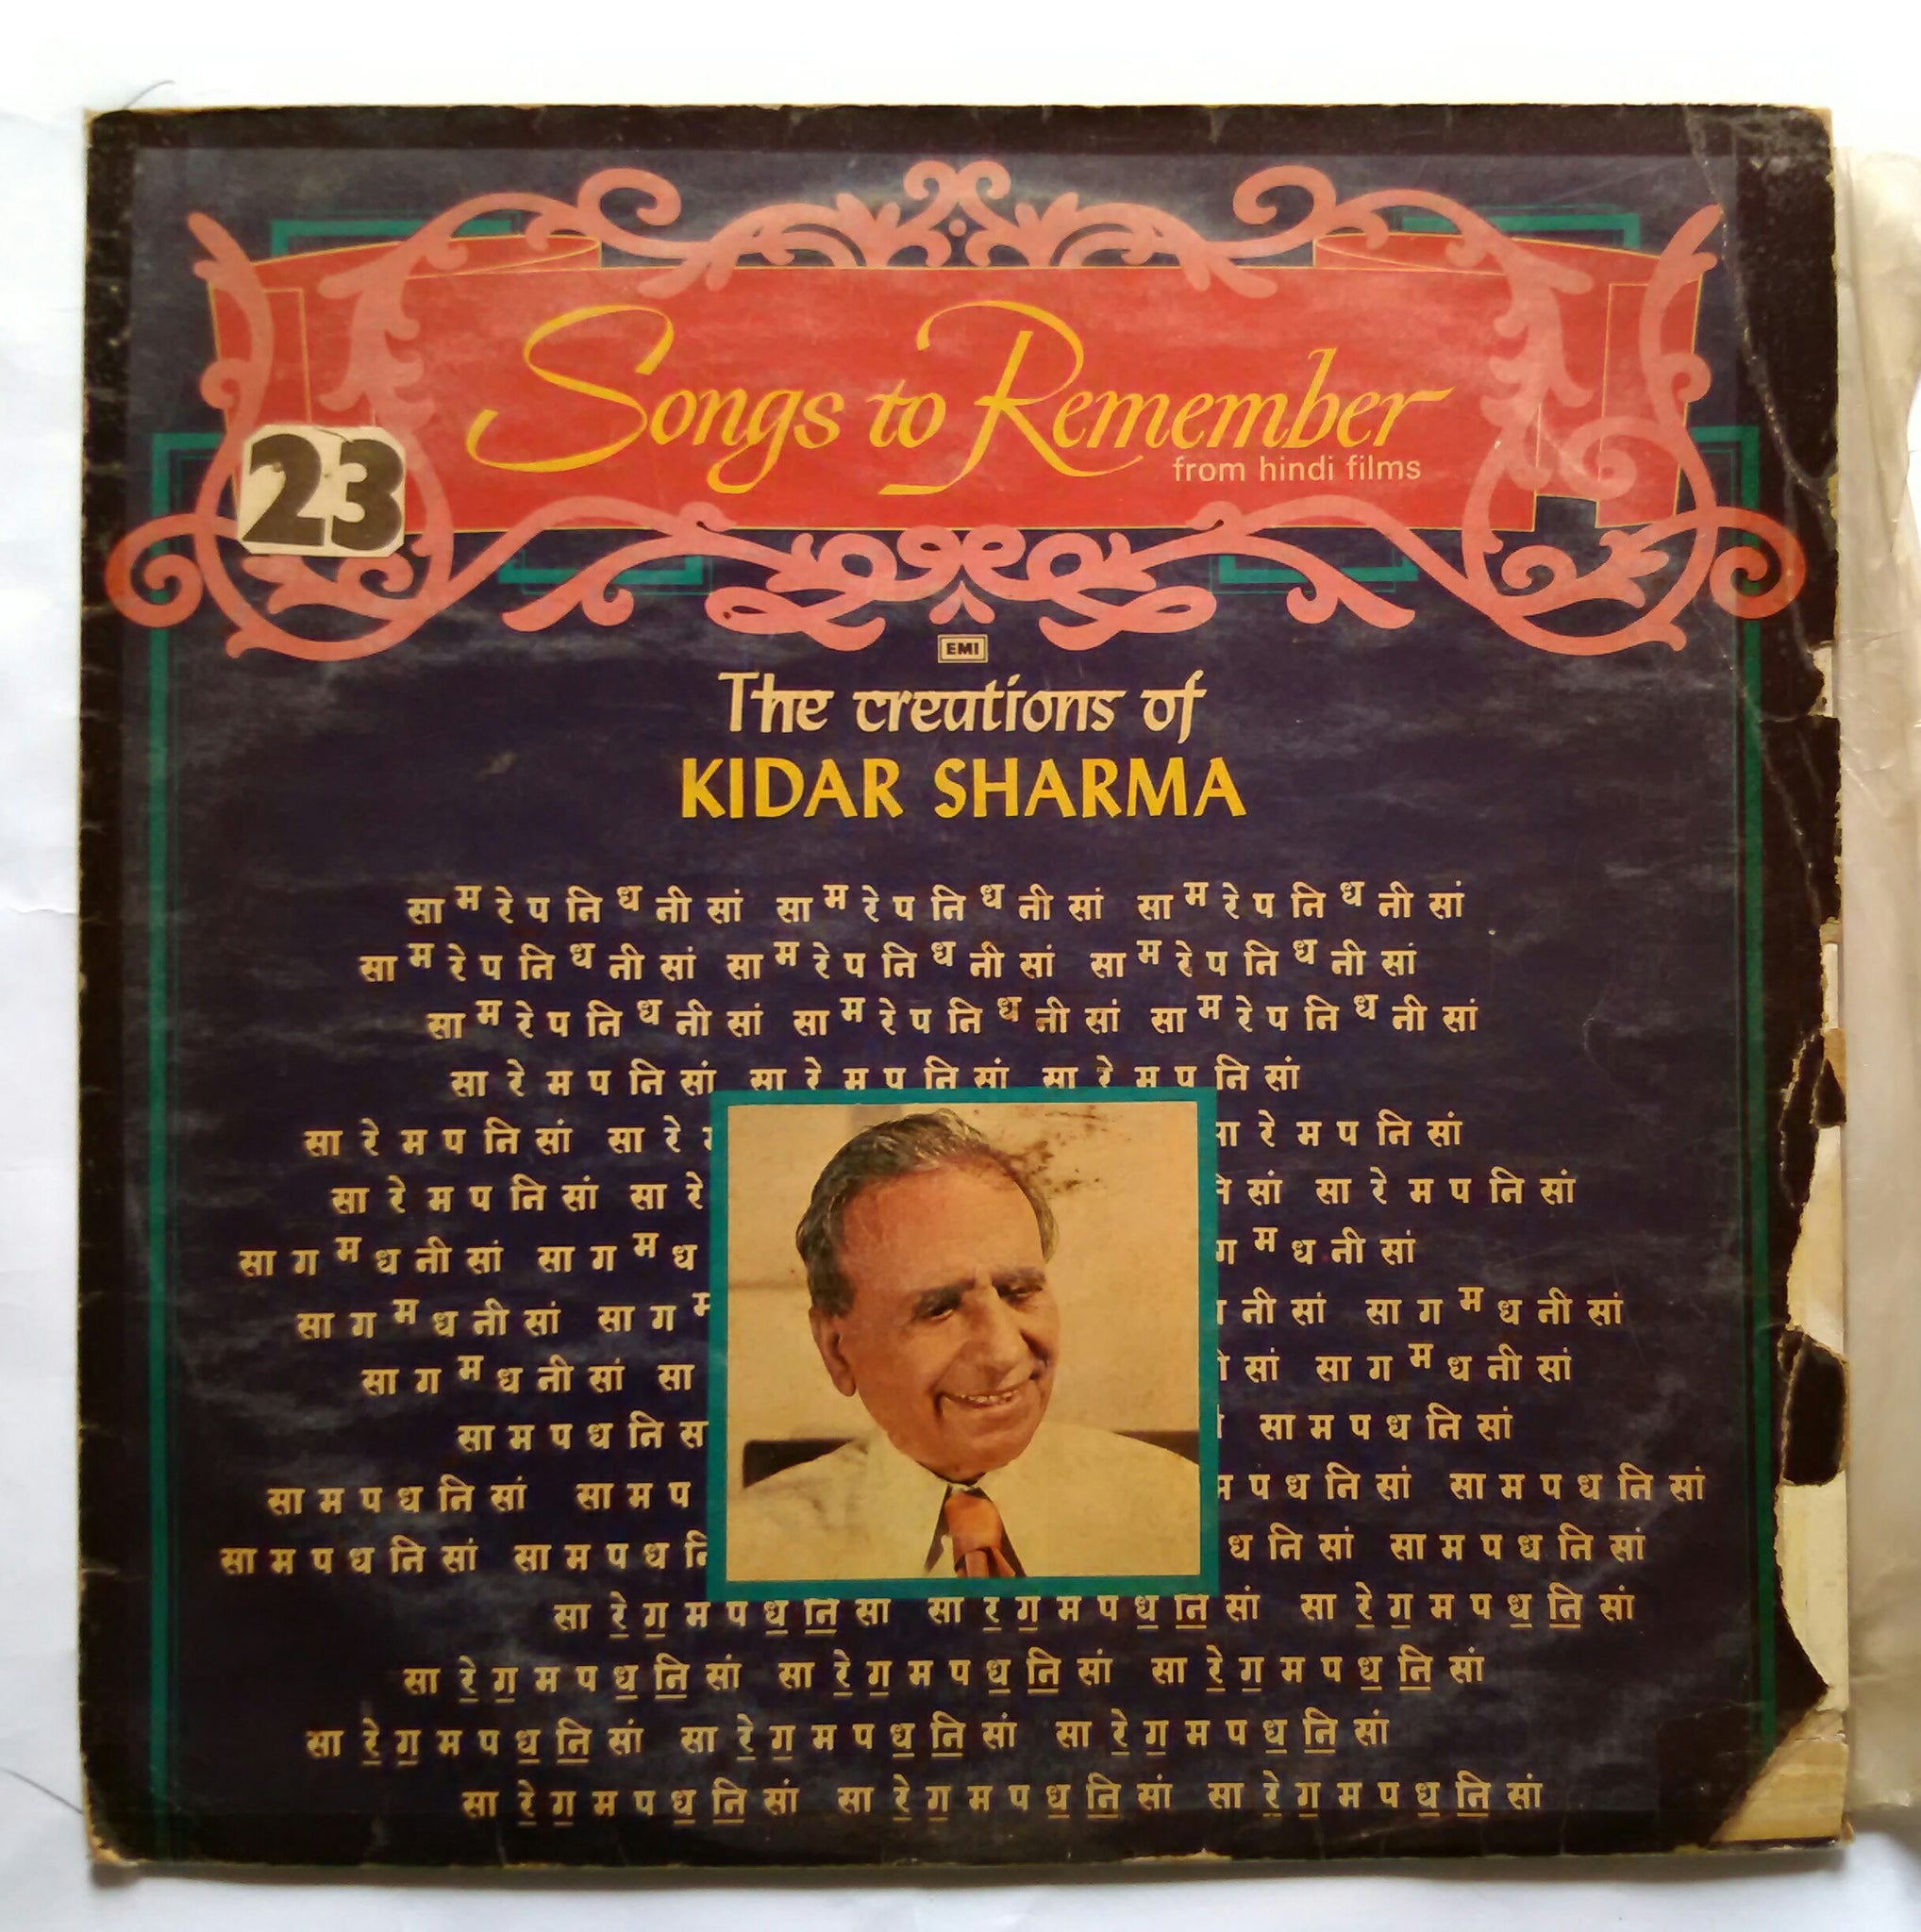 Songs to Remember
from hindi films
23
EMI
The creations of
KIDAR SHARMA
सा म रे प नि ध नी सां सा म रे प नि ध नी सां सा म रे प नि ध नी सां
सा म रे प नि ध नी सां सा म रे प नि ध नी सां सा म रे प नि ध नी सां
सा म रे प नि ध नी सां सा म रे प नि ध नी सां सा म रे प नि ध नी सां
सा रे म प नि सां सा रे म प नि सां सा रे म प नि सां
सा रे म प नि सां सा रे रे म प नि सां
सा रे म प नि सां सा रे सां सा रे म प नि सां
सा ग म ध नी सां सा ग म ध ग म ध नी सां
सा ग म ध नी सां सा ग म नी सां सा ग म ध नी सां
सा ग म ध नी सां सा सां सा ग म ध नी सां
सा म प ध नि सा म प ध नि सां
सा म प ध नि सां सा म प म प ध नि सां सा म प ध नि सां
सा म प ध नि सां सा म प ध नि ध नि सां सा म प ध नि सां
सा रे ग म प ध नि सा सा रे ग म प ध नि सां सा रे ग म प ध नि सां
सा रे ग म प ध नि सां सा रे ग म प ध नि सां सा रे ग म प ध नि सां
सा रे ग म प ध नि सां सा रे ग म प ध नि सां सा रे ग म प ध नि सां
सा रे ग म प ध नि सां सा रे ग म प ध नि सां सा रे ग म प ध नि सां